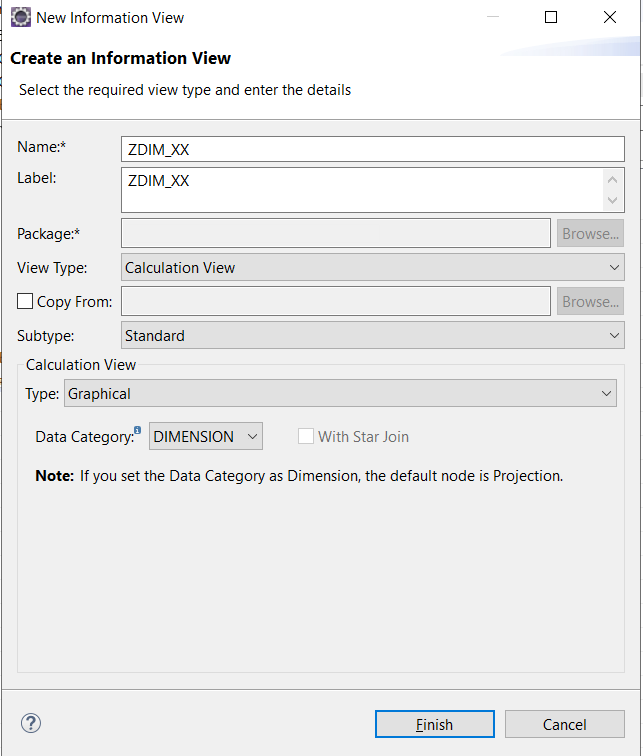 New Information View
Create an Information View
Select the required view type and enter the details
Name:* ZDIM_XX
Label: ZDIM_XX
Package:* Browse...
View Type: Calculation View
Copy From: Browse...
Subtype: Standard
Calculation View
Type: Graphical
Data Category: DIMENSION With Star Join
Note: If you set the Data Category as Dimension, the default node is Projection.
? Finish Cancel